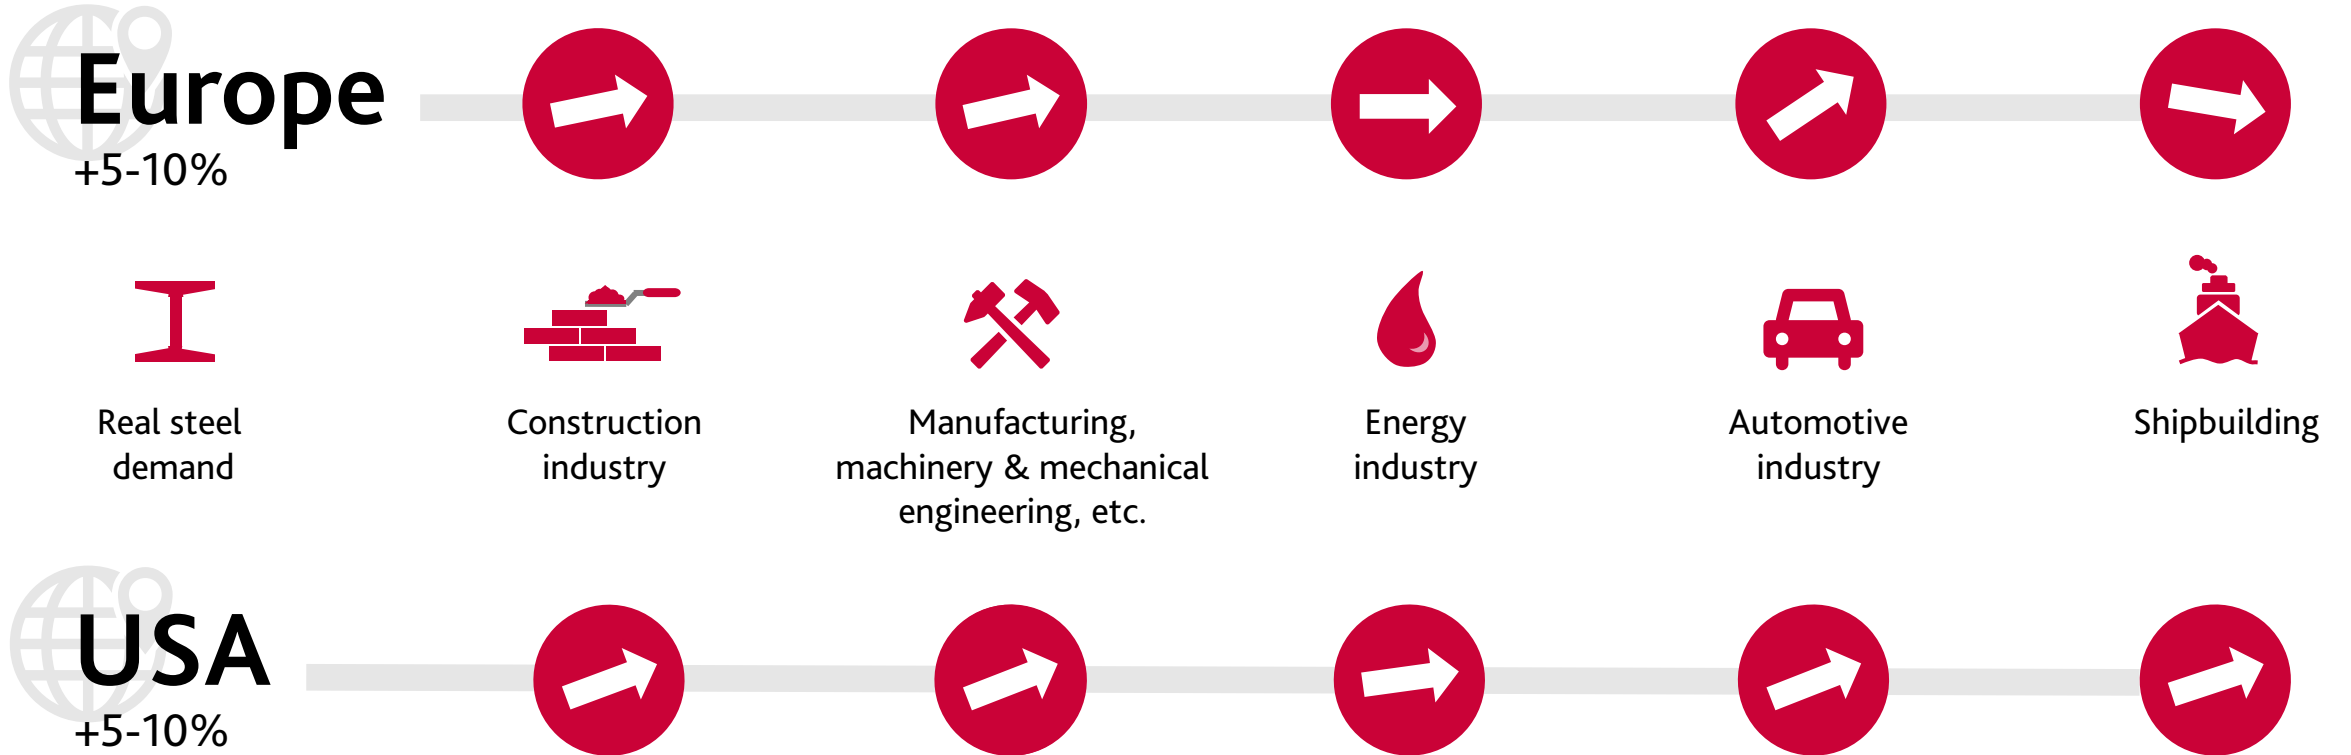 Europe
+5-10%
Real steel
demand
Construction
industry
Manufacturing,
machinery & mechanical
engineering, etc.
Energy
industry
Automotive
industry
Shipbuilding
USA
+5-10%